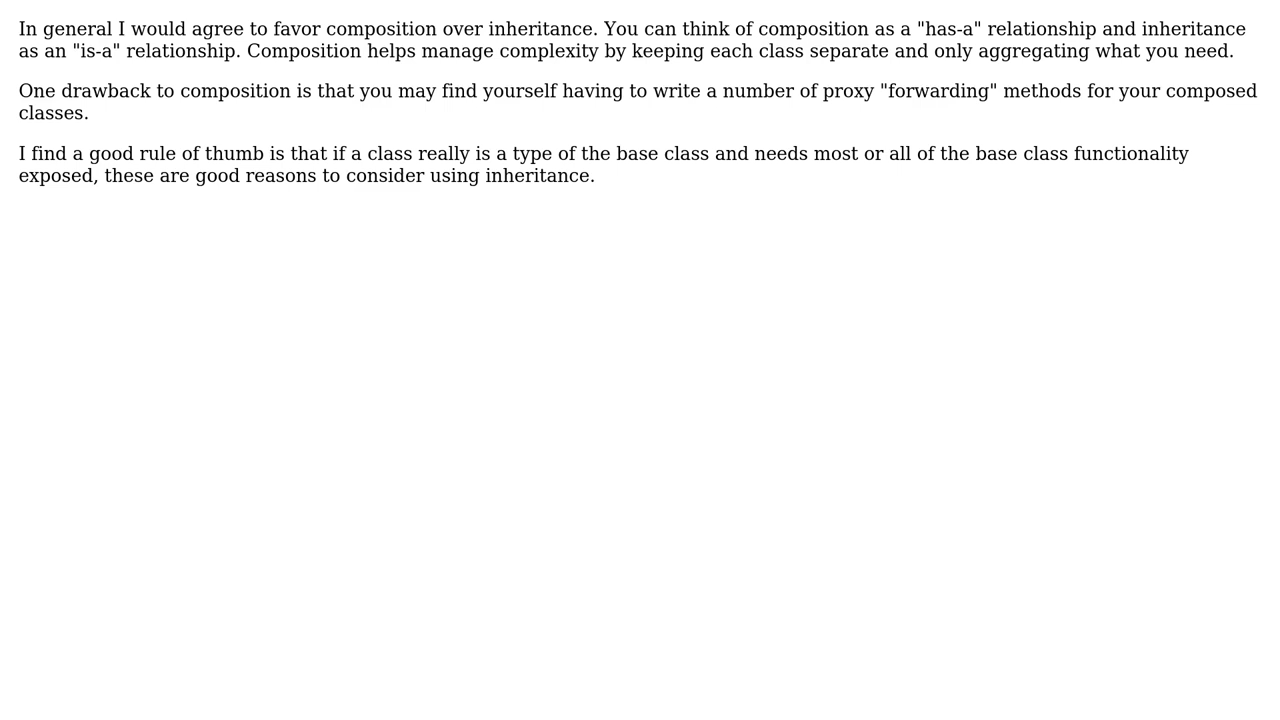 In general I would agree to favor composition over inheritance. You can think of composition as a "has-a" relationship and inheritance
as an "is-a" relationship. Composition helps manage complexity by keeping each class separate and only aggregating what you need.
One drawback to composition is that you may find yourself having to write a number of proxy "forwarding" methods for your composed
classes.
I find a good rule of thumb is that if a class really is a type of the base class and needs most or all of the base class functionality
exposed, these are good reasons to consider using inheritance.